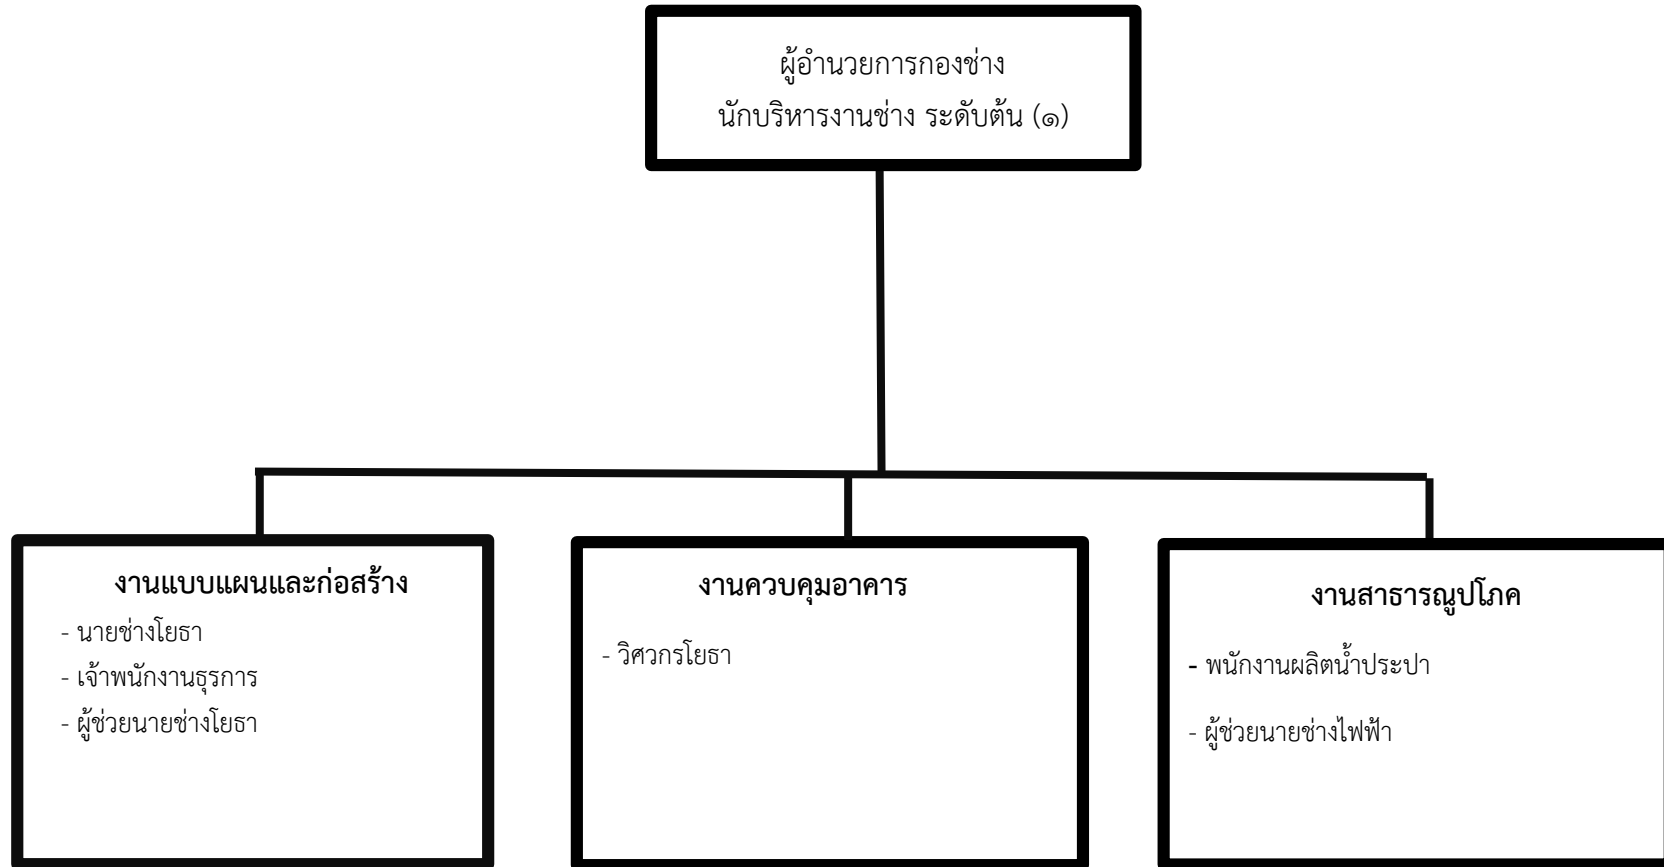 ผู้อำนวยการกองช่าง
นักบริหารงานช่าง ระดับต้น (๑)
งานแบบแผนและก่อสร้าง
- นายช่างโยธา
- เจ้าพนักงานธุรการ
- ผู้ช่วยนายช่างโยธา
งานควบคุมอาคาร
- วิศวกรโยธา
งานสาธารณูปโภค
- พนักงานผลิตน้ำประปา
- ผู้ช่วยนายช่างไฟฟ้า